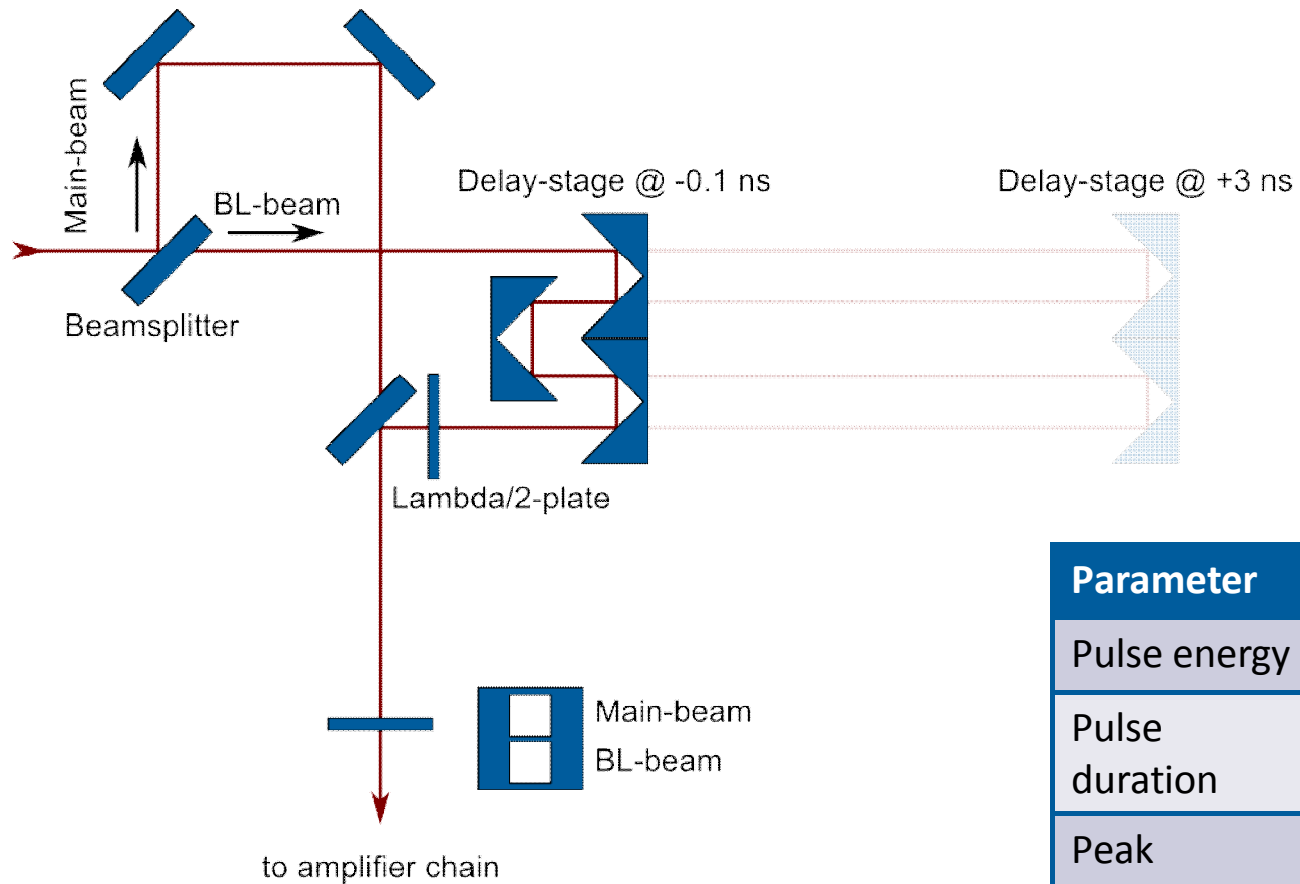 Main-beam
BL-beam
Beamsplitter
Delay-stage @ -0.1 ns
Delay-stage @ +3 ns
Lambda/2-plate
Main-beam
BL-beam
to amplifier chain
Parameter
Pulse energy
Pulse
duration
Peak